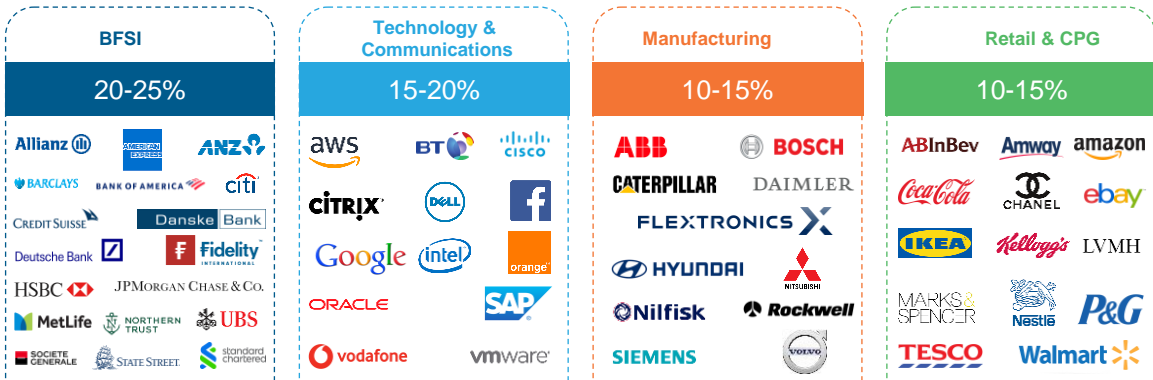 BFSI
Technology &
Communications
Manufacturing
Retail & CPG
20-25%
15-20%
10-15%
10-15%
Allianz
AMERICAN
EXPRESS
ANZ
BARCLAYS
BANK OF AMERICA
citi
CREDIT SUISSE
Danske Bank
Deutsche Bank
Fidelity
INTERNATIONAL
HSBC
JPMORGAN CHASE & CO.
MetLife
NORTHERN
TRUST
UBS
SOCIETE
GENERALE
STATE STREET.
standard
chartered
aws
BT
CISCO
CITRIX
DELL
f
Google
intel
orange
ORACLE
SAP
vodafone
vmware
ABB
BOSCH
CATERPILLAR
DAIMLER
FLEXTRONICS
HYUNDAI
MITSUBISHI
Nilfisk
Rockwell
SIEMENS
VOLVO
ABInBev
Amway
amazon
Coca-Cola
CHANEL
ebay
IKEA
Kellogg's
LVMH
MARKS&
SPENCER
Nestlé
P&G
TESCO
Walmart